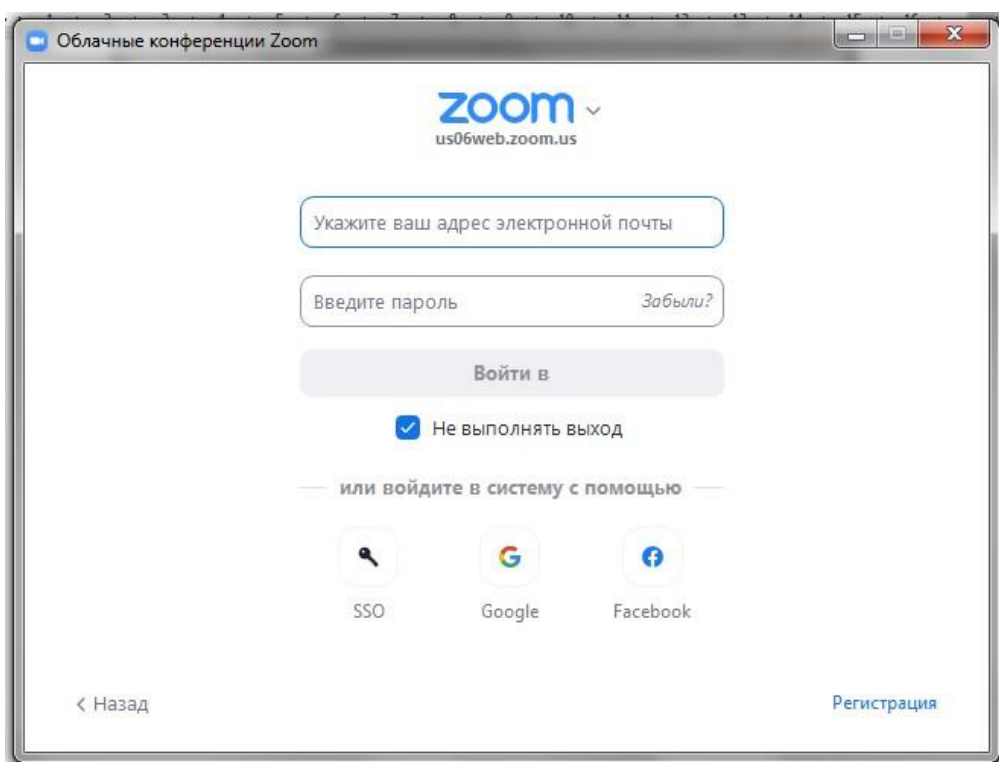 Облачные конференции Zoom
zoom
us06web.zoom.us
Укажите ваш адрес электронной почты
Введите пароль Забыли?
Войти в
Не выполнять выход
или войдите в систему с помощью
SSO Google Facebook
Назад Регистрация